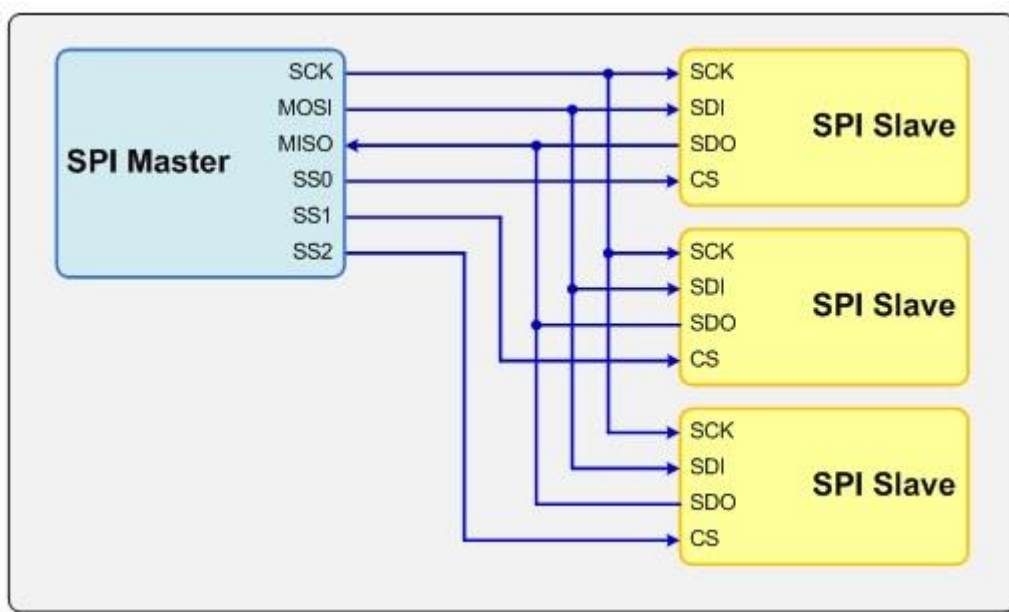 SPI Master
SCK
MOSI
MISO
SS0
SS1
SS2
SCK
SDI
SDO
CS
SPI Slave
SCK
SDI
SDO
CS
SPI Slave
SCK
SDI
SDO
CS
SPI Slave